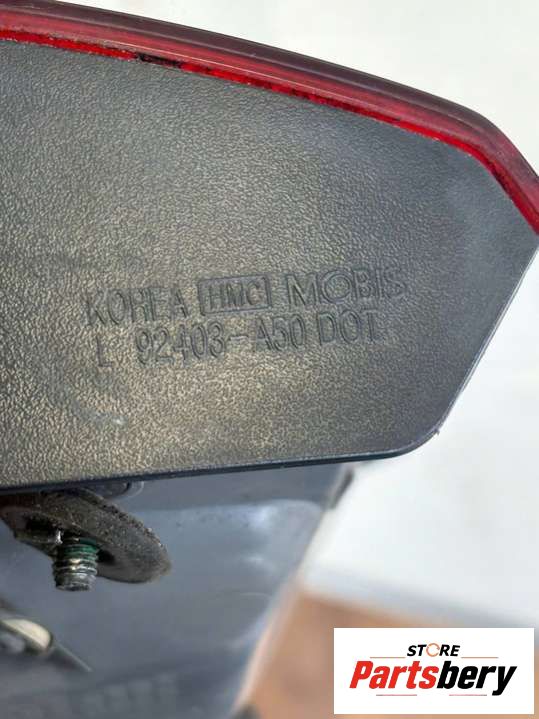 KOREA HMC MOBIS
L 92403-A50 DOT
STORE
Partsbery